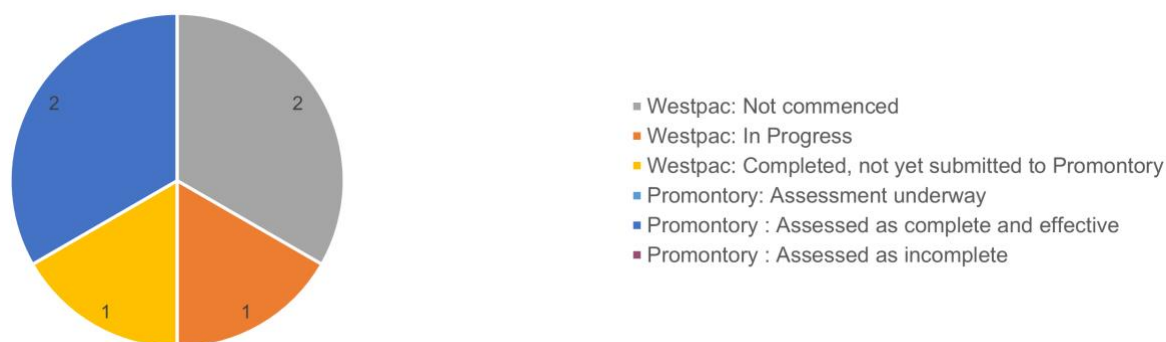 2
2
1
1
Westpac: Not commenced
Westpac: In Progress
Westpac: Completed, not yet submitted to Promontory
Promontory: Assessment underway
Promontory : Assessed as complete and effective
Promontory : Assessed as incomplete